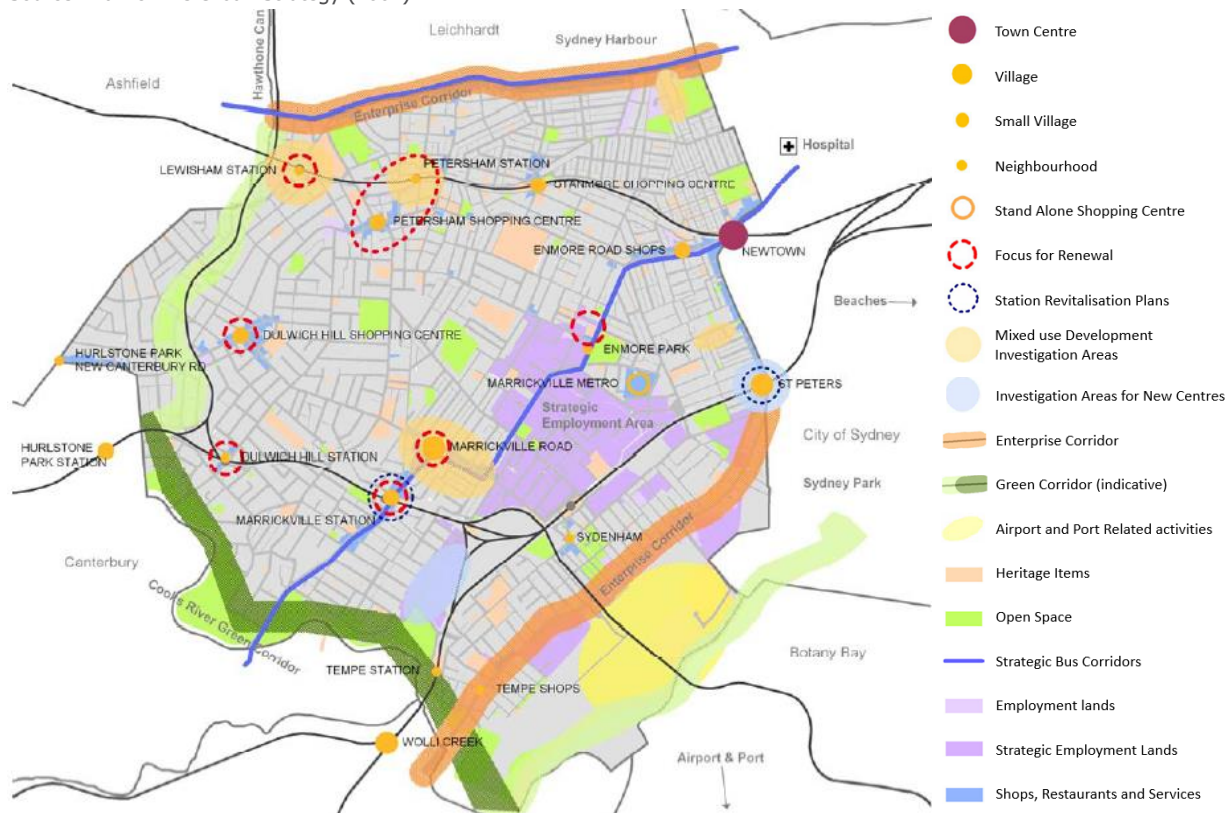 Leichhardt
Sydney Harbour
Ashfield
Hawthorne Can
Enterprise Corridor
Hospital
LEWISHAM STATION
PETERSHAM STATION
STANMORE SHOPPING CENTRE
PETERSHAM SHOPPING CENTRE
ENMORE ROAD SHOPS
NEWTOWN
Beaches
DULWICH HILL SHOPPING CENTRE
HURLSTONE PARK
NEW CANTERBURY RD
ENMORE PARK
MARRICKVILLE METRO
ST PETERS
Strategic
Employment Area
City of Sydney
HURLSTONE
PARK STATION
DULWICH HILL STATION
MARRICKVILLE ROAD
Sydney Park
MARRICKVILLE STATION
SYDENHAM
Enterprise Corridor
Canterbury
Cooks River Green Corridor
Botany Bay
TEMPE STATION
TEMPE SHOPS
WOLLI CREEK
Airport & Port
Town Centre
Village
Small Village
Neighbourhood
Stand Alone Shopping Centre
Focus for Renewal
Station Revitalisation Plans
Mixed use Development
Investigation Areas
Investigation Areas for New Centres
Enterprise Corridor
Green Corridor (indicative)
Airport and Port Related activities
Heritage Items
Open Space
Strategic Bus Corridors
Employment lands
Strategic Employment Lands
Shops, Restaurants and Services